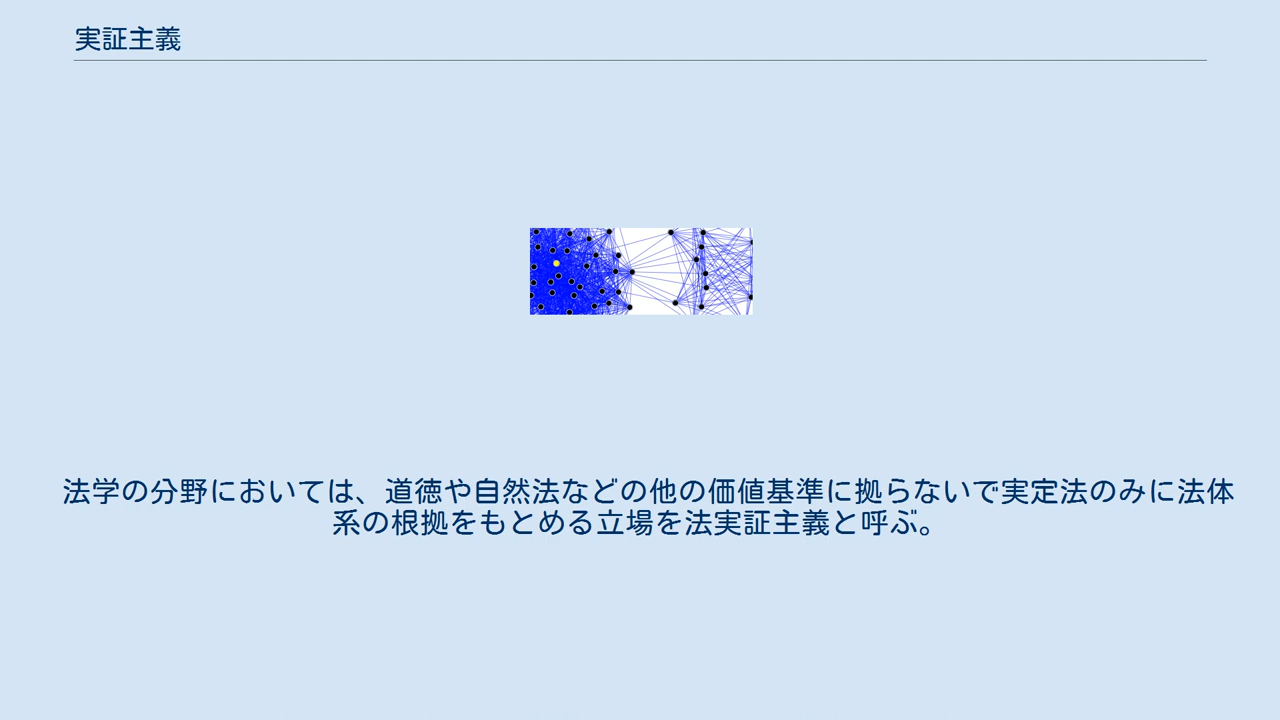 実証主義
法学の分野においては、道徳や自然法などの他の価値基準に拠らないで実定法のみに法体
系の根拠をもとめる立場を法実証主義と呼ぶ。